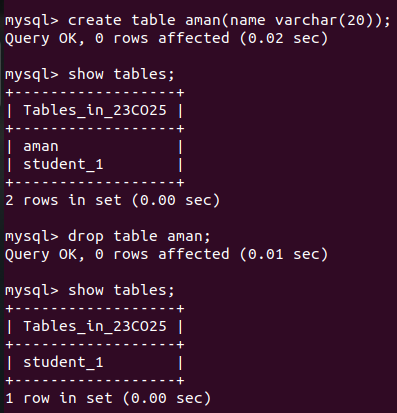 mysql> create table aman(name varchar(20));
Query OK, 0 rows affected (0.02 sec)

mysql> show tables;
+------------------+
| Tables_in_23CO25 |
+------------------+
| aman             |
| student_1        |
+------------------+
2 rows in set (0.00 sec)

mysql> drop table aman;
Query OK, 0 rows affected (0.01 sec)

mysql> show tables;
+------------------+
| Tables_in_23CO25 |
+------------------+
| student_1        |
+------------------+
1 row in set (0.00 sec)